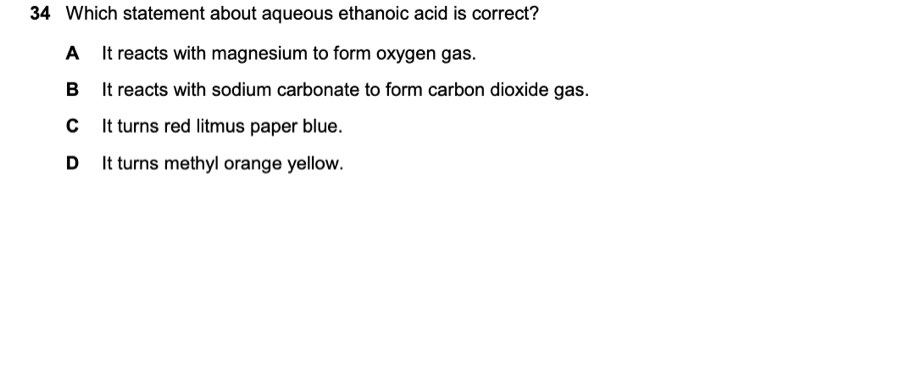 34 Which statement about aqueous ethanoic acid is correct?
A It reacts with magnesium to form oxygen gas.
B It reacts with sodium carbonate to form carbon dioxide gas.
C It turns red litmus paper blue.
D It turns methyl orange yellow.